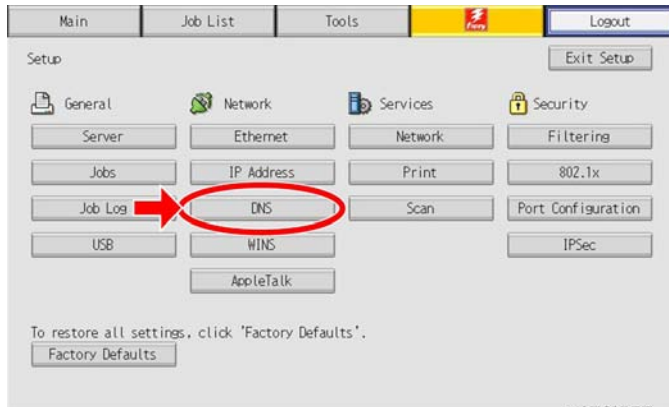 Main Job List Tools Fiery Logout
Setup Exit Setup
General Network Services Security
Server Ethernet Network Filtering
Jobs IP Address Print 802.1x
Job Log DNS Scan Port Configuration
USB WINS IPSec
AppleTalk
To restore all settings, click 'Factory Defaults'.
Factory Defaults